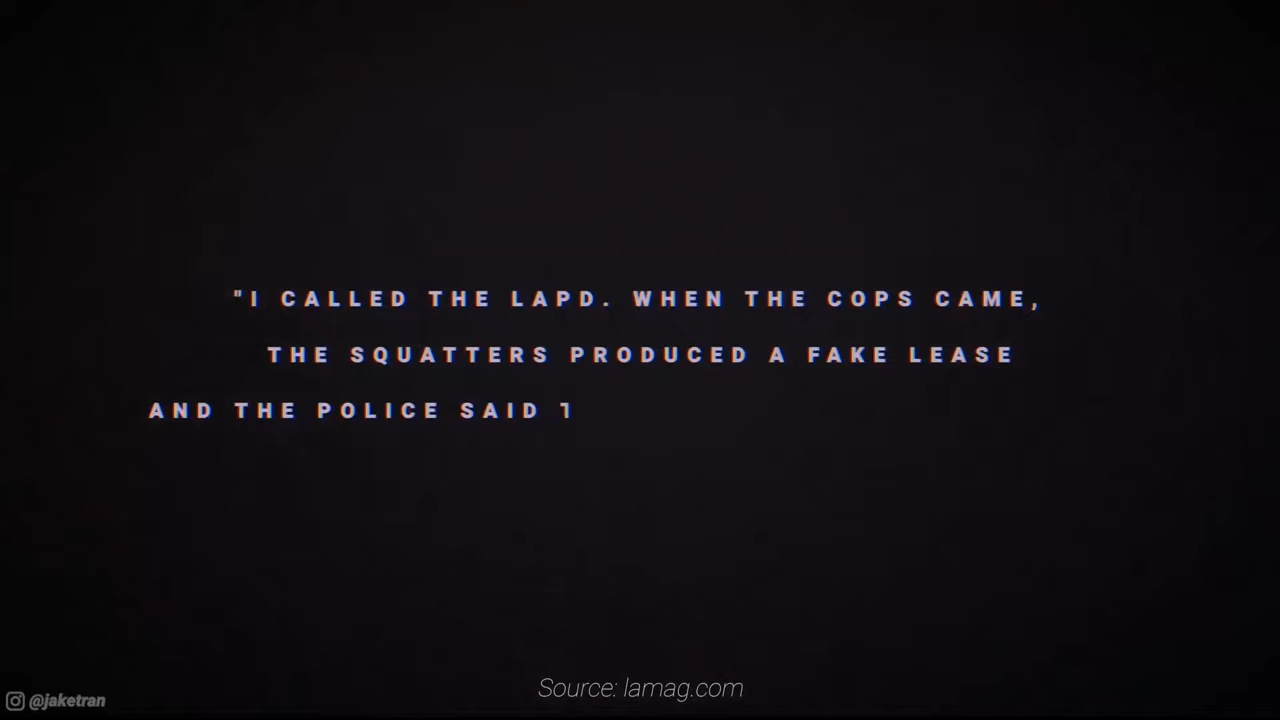 "I CALLED THE LAPD. WHEN THE COPS CAME,
THE SQUATTERS PRODUCED A FAKE LEASE
AND THE POLICE SAID
Source: lamag.com
@jaketran